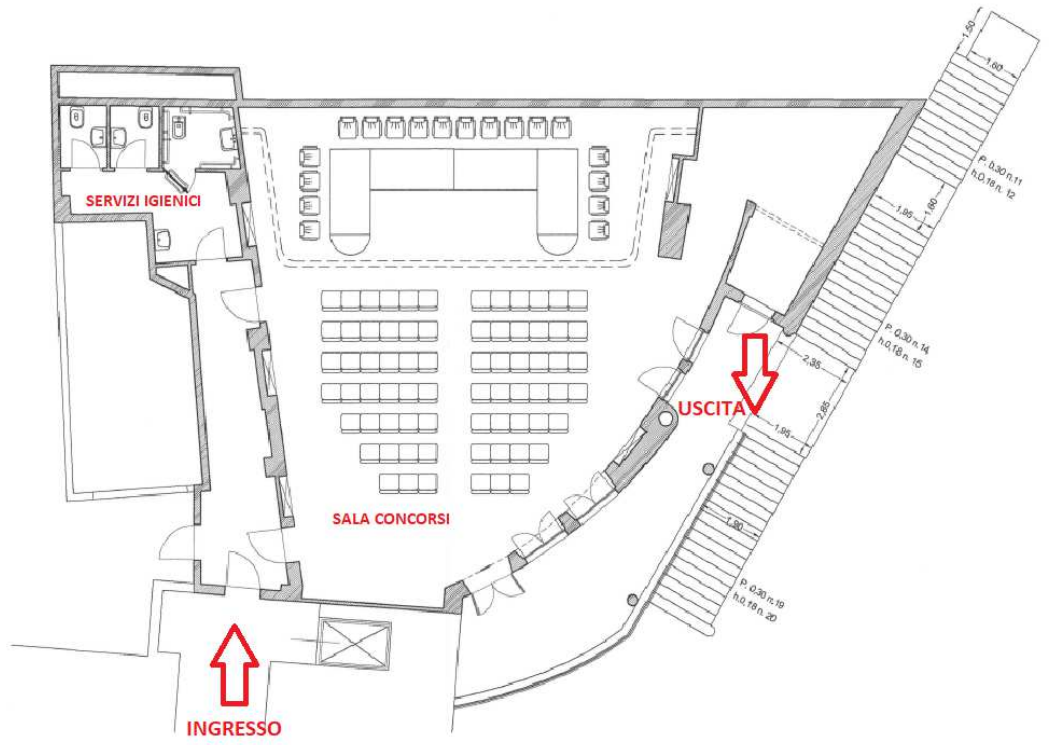 1,50
1,60
P. 0,30 n.11
h.0,18 n. 12
1,95
1,60
SERVIZI IGIENICI
P. 0,30 n.14
h.0,18 n. 15
2,35
USCITA
2,85
1,95
SALA CONCORSI
1,90
P. 0,30 n.19
h.0,18 n. 20
INGRESSO